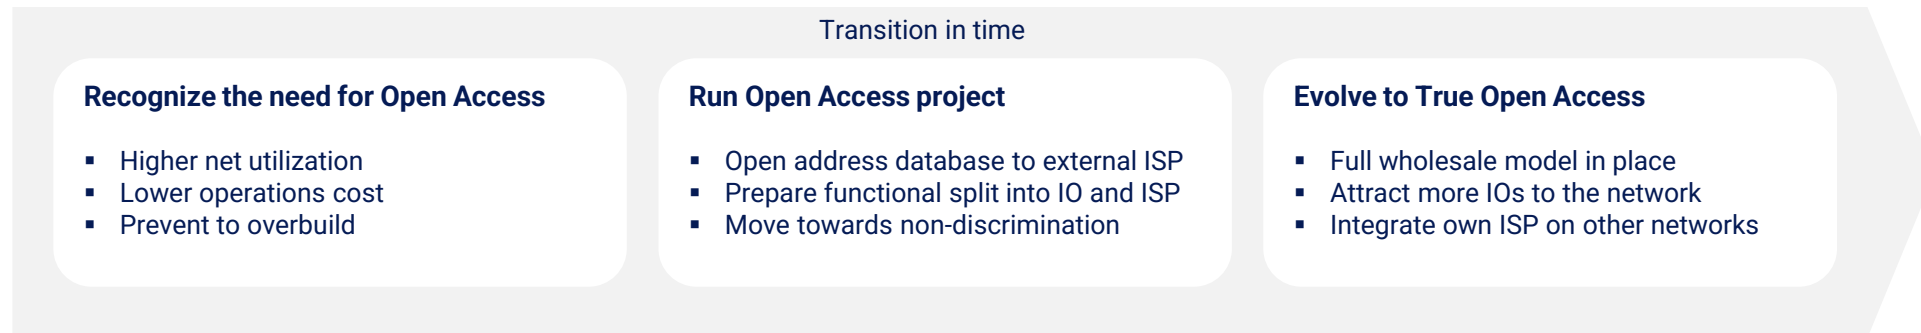 Transition in time
Recognize the need for Open Access
▪ Higher net utilization
▪ Lower operations cost
▪ Prevent to overbuild
Run Open Access project
▪ Open address database to external ISP
▪ Prepare functional split into IO and ISP
▪ Move towards non-discrimination
Evolve to True Open Access
▪ Full wholesale model in place
▪ Attract more IOs to the network
▪ Integrate own ISP on other networks